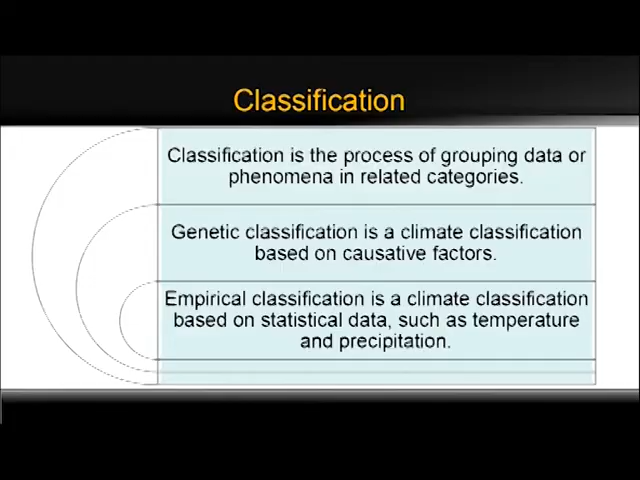 Classification
Classification is the process of grouping data or
phenomena in related categories.
Genetic classification is a climate classification
based on causative factors.
Empirical classification is a climate classification
based on statistical data, such as temperature
and precipitation.